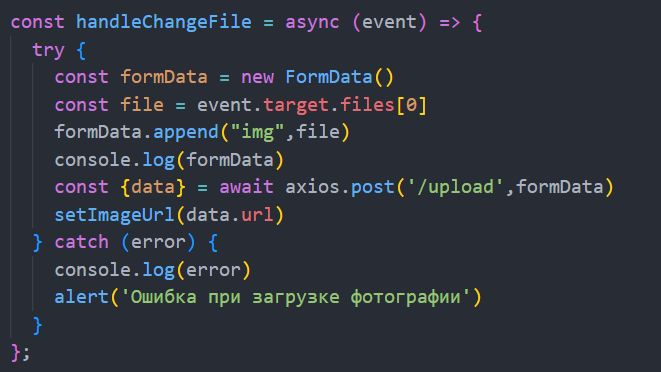 const handleChangeFile = async (event) => {
try {
const formData = new FormData()
const file = event.target.files[0]
formData.append("img",file)
console.log(formData)
const {data} = await axios.post('/upload',formData)
setImageUrl(data.url)
} catch (error) {
console.log(error)
alert('Ошибка при загрузке фотографии')
}
};